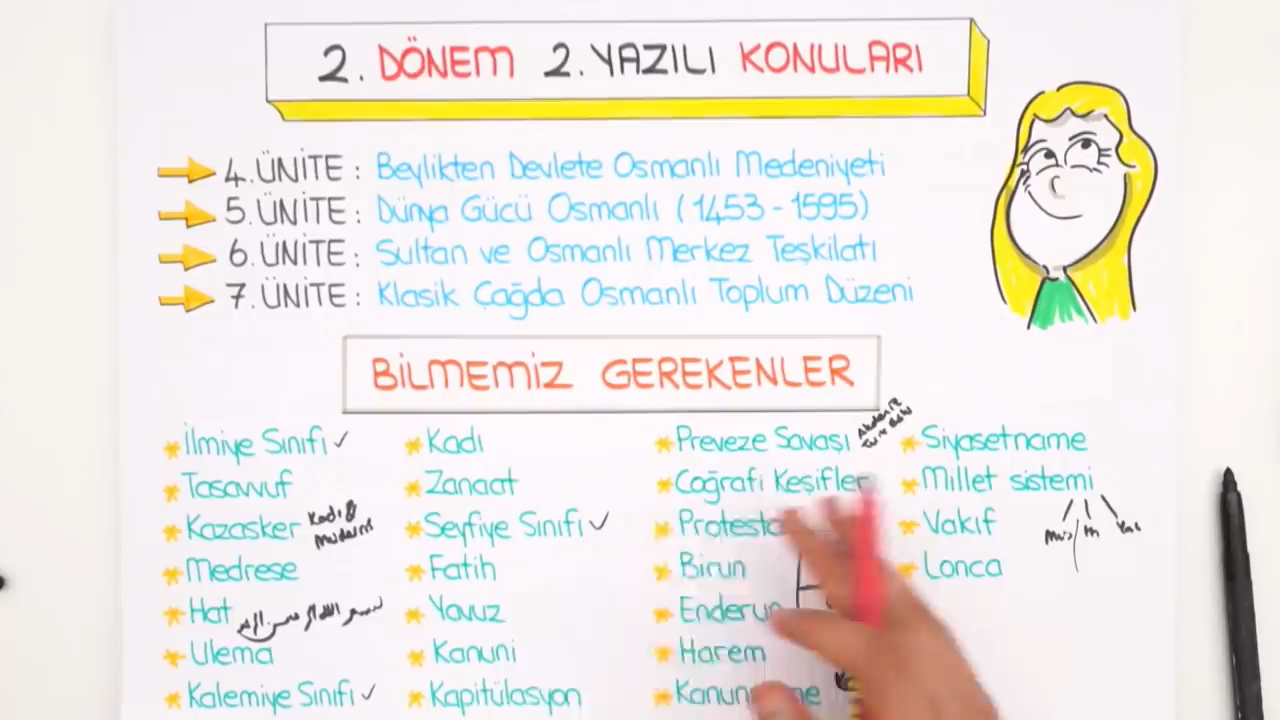 2. DÖNEM 2. YAZILI KONULARI
4. ÜNİTE: Beylikten Devlete Osmanlı Medeniyeti
5. ÜNİTE: Dünya Gücü Osmanlı (1453 - 1595)
6. ÜNİTE: Sultan ve Osmanlı Merkez Teşkilatı
7. ÜNİTE: Klasik Çağda Osmanlı Toplum Düzeni
BİLMEMİZ GEREKENLER
İlmiye Sınıfı
Tasavvuf
Kazasker Kadı &
Medrese
Hat
Ulema
Kalemiye Sınıfı
Kadı
Zanaat
Seyfiye Sınıfı
Fatih
Yavuz
Kanuni
Kapitülasyon
Preveze Savaşı
Coğrafi Keşifler
Birun
Enderun
Harem
Siyasetname
Millet sistemi
Vakıf
Lonca